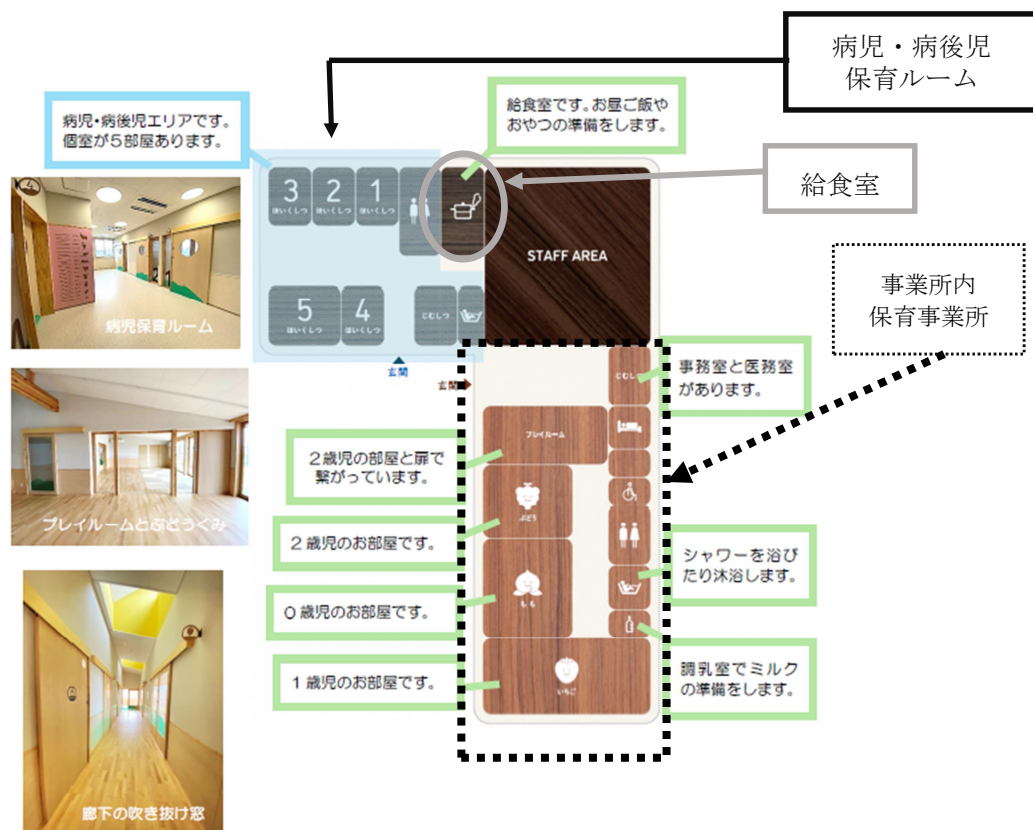 病児・病後児
保育ルーム
病児・病後児エリアです。
個室が5部屋あります。
給食室です。お昼ご飯や
おやつの準備をします。
給食室
3
ほいくしつ
2
ほいくしつ
1
ほいくしつ
STAFF AREA
事業所内
保育事業所
5
ほいくしつ
4
ほいくしつ
じむしつ
病児保育ルーム
玄関
玄関
じむしつ
事務室と医務室
があります。
プレイルーム
2歳児の部屋と扉で
繋がっています。
ぶどう
2歳児のお部屋です。
プレイルームとぶどうぐみ
シャワーを浴び
たり沐浴します。
もも
0歳児のお部屋です。
調乳室でミルク
の準備をします。
いちご
1歳児のお部屋です。
廊下の吹き抜け窓